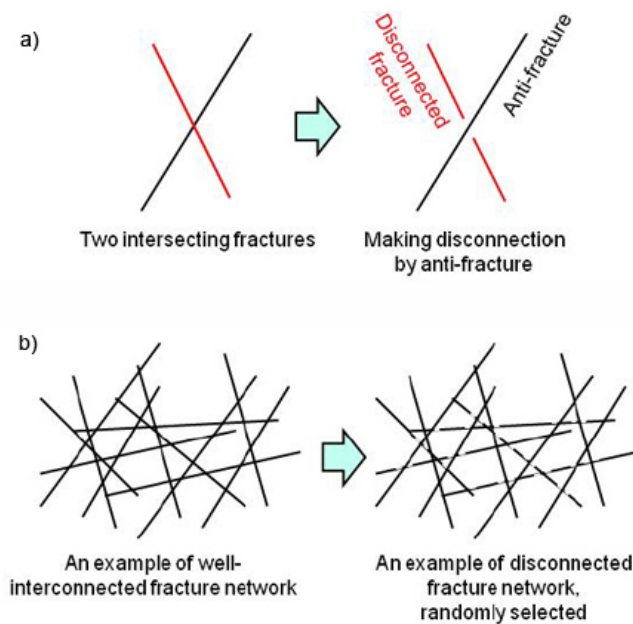 a)
Disconnected
fracture
Anti-fracture
Two intersecting fractures
Making disconnection
by anti-fracture
b)
An example of well-
interconnected fracture network
An example of disconnected
fracture network,
randomly selected